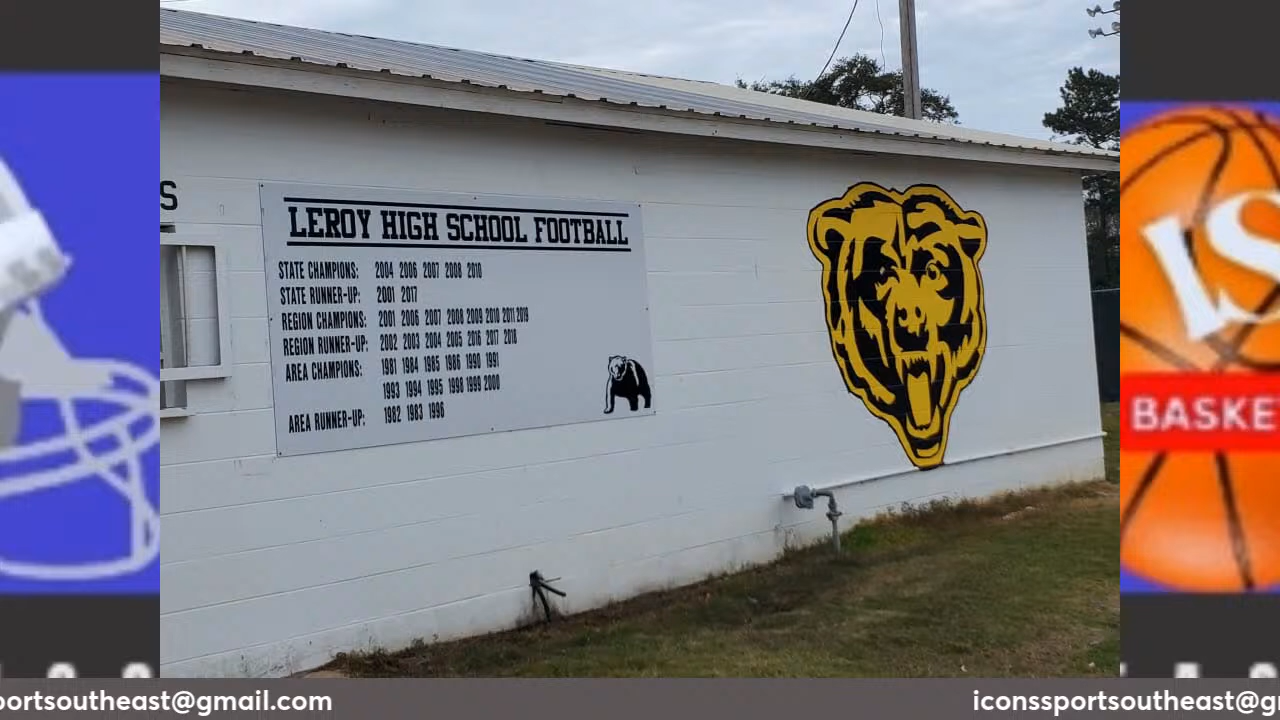 S
LEROY HIGH SCHOOL FOOTBALL
STATE CHAMPIONS: 2004 2006 2007 2008 2010
STATE RUNNER-UP: 2001 2017
REGION CHAMPIONS: 2001 2006 2007 2008 2009 2010 2011 2019
REGION RUNNER-UP: 2002 2003 2004 2005 2016 2017 2018
AREA CHAMPIONS: 1981 1984 1985 1986 1990 1991
1993 1994 1995 1998 1999 2000
AREA RUNNER-UP: 1982 1983 1996
IS
BASKE
portsoutheast@gmail.com
iconssportsoutheast@g